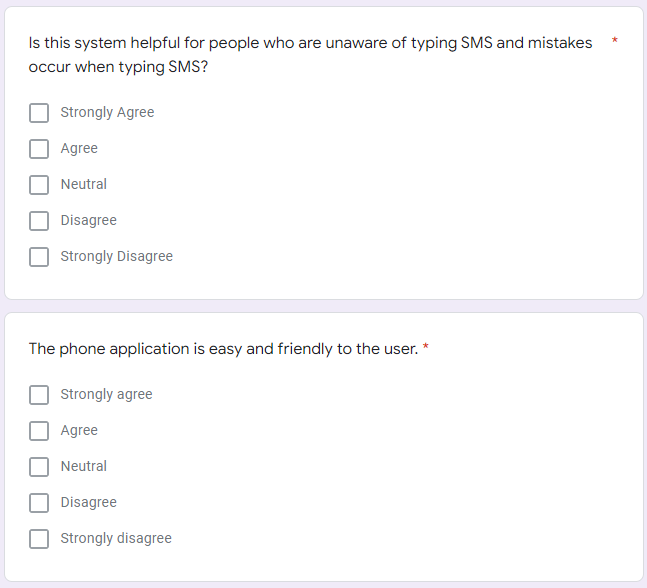 Is this system helpful for people who are unaware of typing SMS and mistakes *
occur when typing SMS?
Strongly Agree
Agree
Neutral
Disagree
Strongly Disagree
The phone application is easy and friendly to the user. *
Strongly agree
Agree
Neutral
Disagree
Strongly disagree